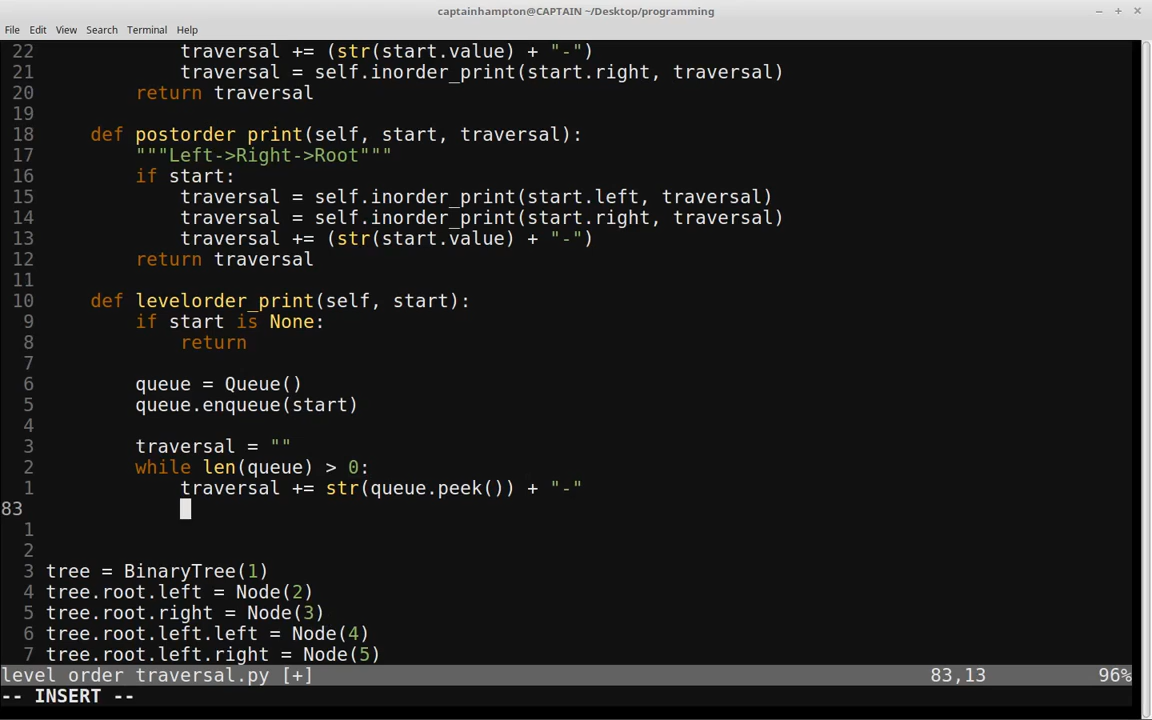 captainhampton@CAPTAIN ~/Desktop/programming
File Edit View Search Terminal Help
22             traversal += (str(start.value) + "-")
21             traversal = self.inorder_print(start.right, traversal)
20         return traversal
19
18     def postorder_print(self, start, traversal):
17         """Left->Right->Root"""
16         if start:
15             traversal = self.inorder_print(start.left, traversal)
14             traversal = self.inorder_print(start.right, traversal)
13             traversal += (str(start.value) + "-")
12         return traversal
11
10     def levelorder_print(self, start):
9         if start is None:
8             return
7
6         queue = Queue()
5         queue.enqueue(start)
4
3         traversal = ""
2         while len(queue) > 0:
1             traversal += str(queue.peek()) + "-"
83
1
2
3 tree = BinaryTree(1)
4 tree.root.left = Node(2)
5 tree.root.right = Node(3)
6 tree.root.left.left = Node(4)
7 tree.root.left.right = Node(5)
level_order_traversal.py [+] 83,13 96%
-- INSERT --